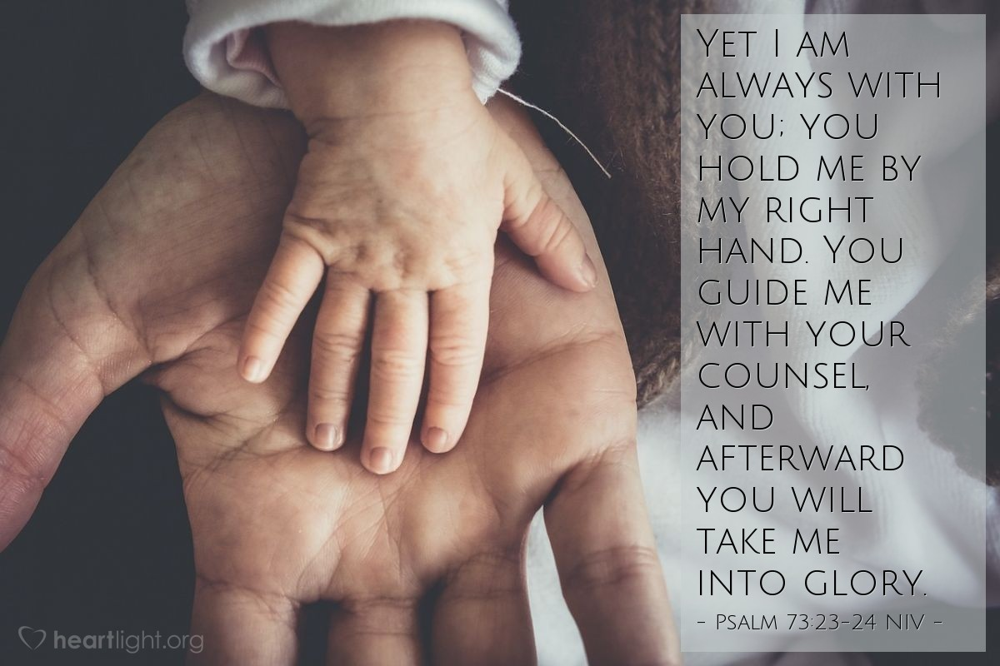 Yet I am
always with
you; you
hold me by
my right
hand. You
guide me
with your
counsel,
and
afterward
you will
take me
into glory.
- Psalm 73:23-24 NIV -
heartlight.org